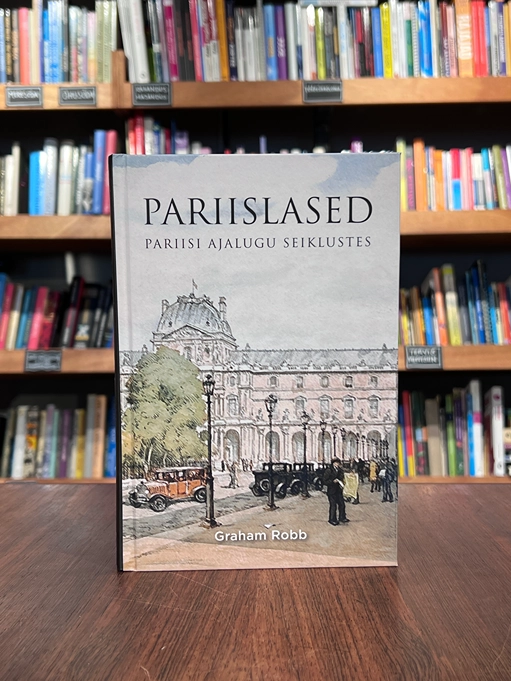 PARIISLASED
PARIISI AJALUGU SEIKLUSTES
Graham Robb